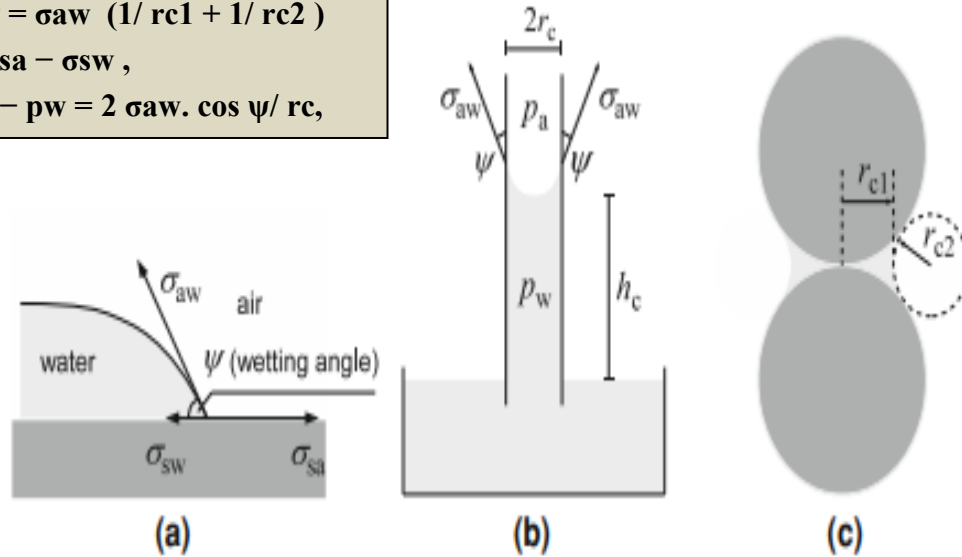 = σaw (1/ rc1 + 1/ rc2 )
sa − σsw ,
− pw = 2 σaw. cos ψ/ rc,
2rc
σaw
pa
σaw
ψ
ψ
pw
hc
rc1
rc2
σaw
air
water
ψ (wetting angle)
σsw
σsa
(a)
(b)
(c)